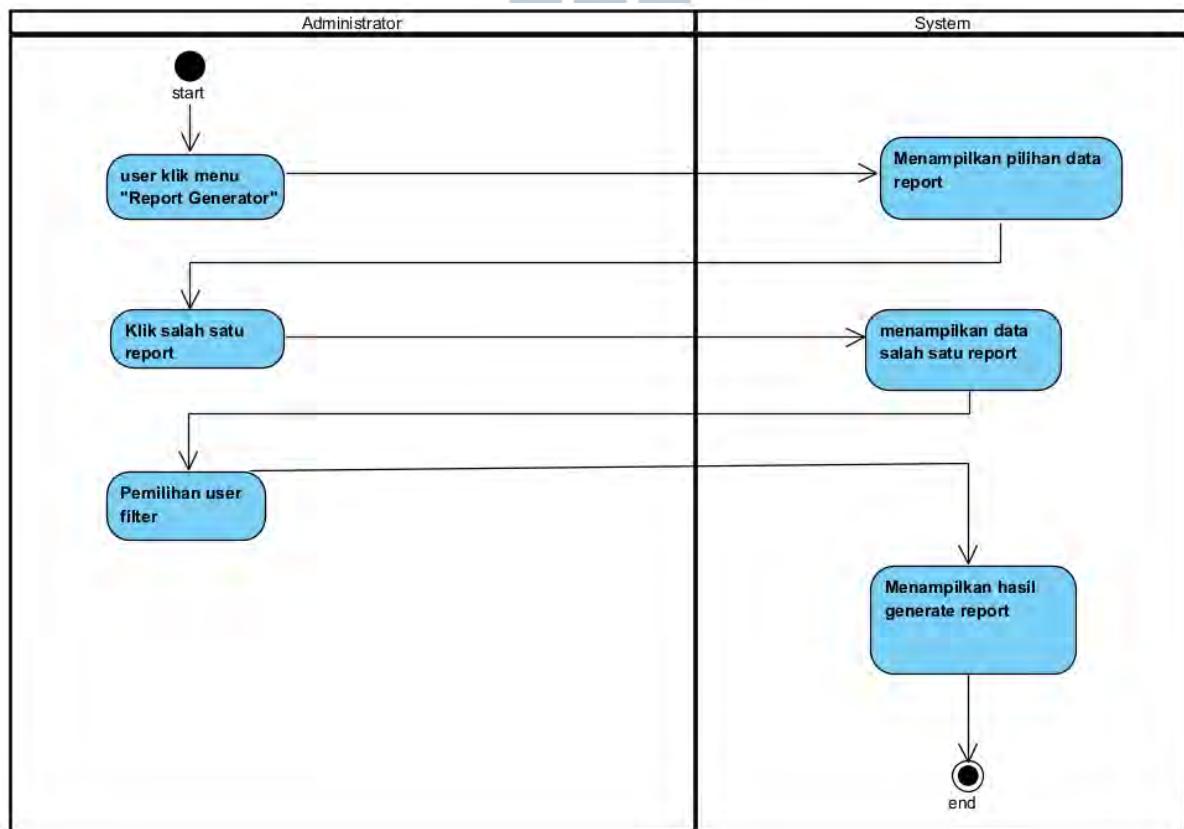 Administrator
System
start
user klik menu
"Report Generator"
Menampilkan pilihan data
report
Klik salah satu
report
menampilkan data
salah satu report
Pemilihan user
filter
Menampilkan hasil
generate report
end